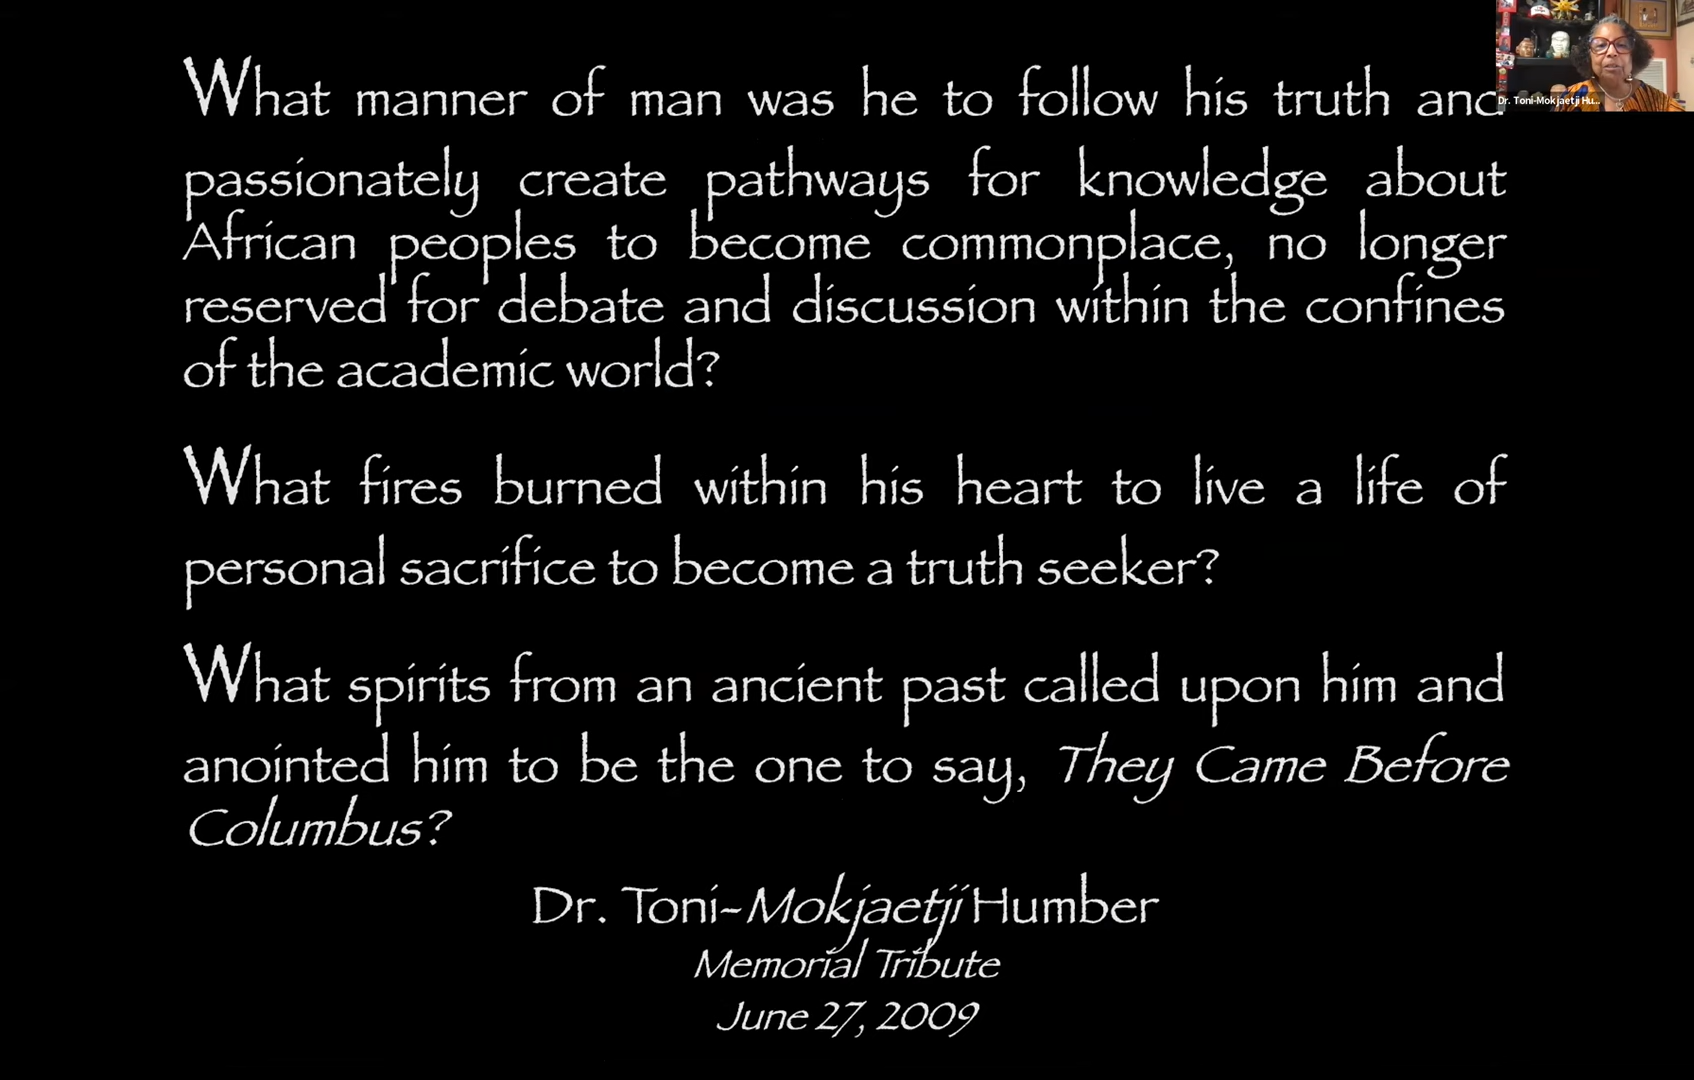 What manner of man was he to follow his truth and
passionately create pathways for knowledge about
African peoples to become commonplace, no longer
reserved for debate and discussion within the confines
of the academic world?
What fires burned within his heart to live a life of
personal sacrifice to become a truth seeker?
What spirits from an ancient past called upon him and
anointed him to be the one to say, They Came Before
Columbus?
Dr. Toni-Mokjaetji Humber
Memorial Tribute
June 27, 2009
Dr. Toni-Mokjaetji Hu...